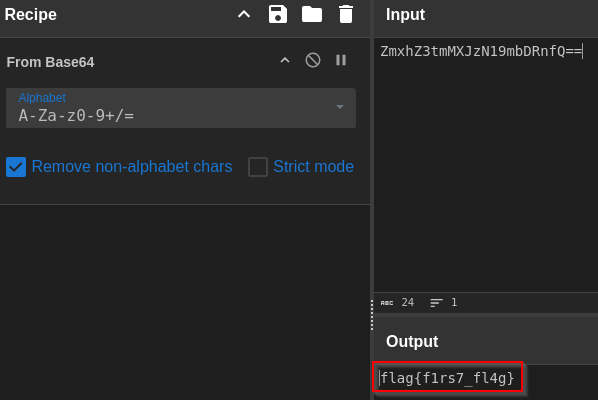 Recipe
From Base64
Alphabet
A-Za-z0-9+/=
Remove non-alphabet chars
Strict mode
Input
ZmxhZ3tmMXJzN19mbDRnfQ==
ABC 24 1
Output
flag{f1rs7_fl4g}